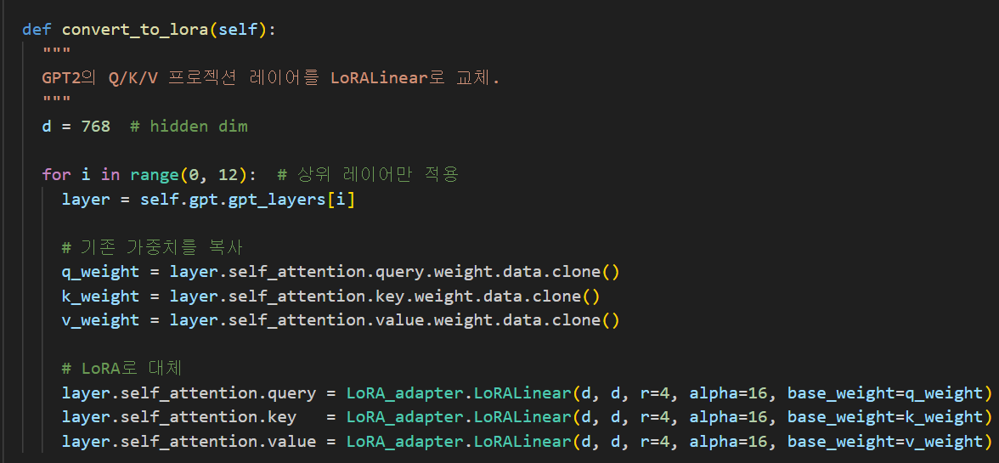 def convert_to_lora(self):
"""
GPT2의 Q/K/V 프로젝션 레이어를 LoRALinear로 교체.
"""
d = 768  # hidden dim
for i in range(0, 12):  # 상위 레이어만 적용
layer = self.gpt.gpt_layers[i]
# 기존 가중치를 복사
q_weight = layer.self_attention.query.weight.data.clone()
k_weight = layer.self_attention.key.weight.data.clone()
v_weight = layer.self_attention.value.weight.data.clone()
# LoRA로 대체
layer.self_attention.query = LoRA_adapter.LoRALinear(d, d, r=4, alpha=16, base_weight=q_weight)
layer.self_attention.key   = LoRA_adapter.LoRALinear(d, d, r=4, alpha=16, base_weight=k_weight)
layer.self_attention.value = LoRA_adapter.LoRALinear(d, d, r=4, alpha=16, base_weight=v_weight)